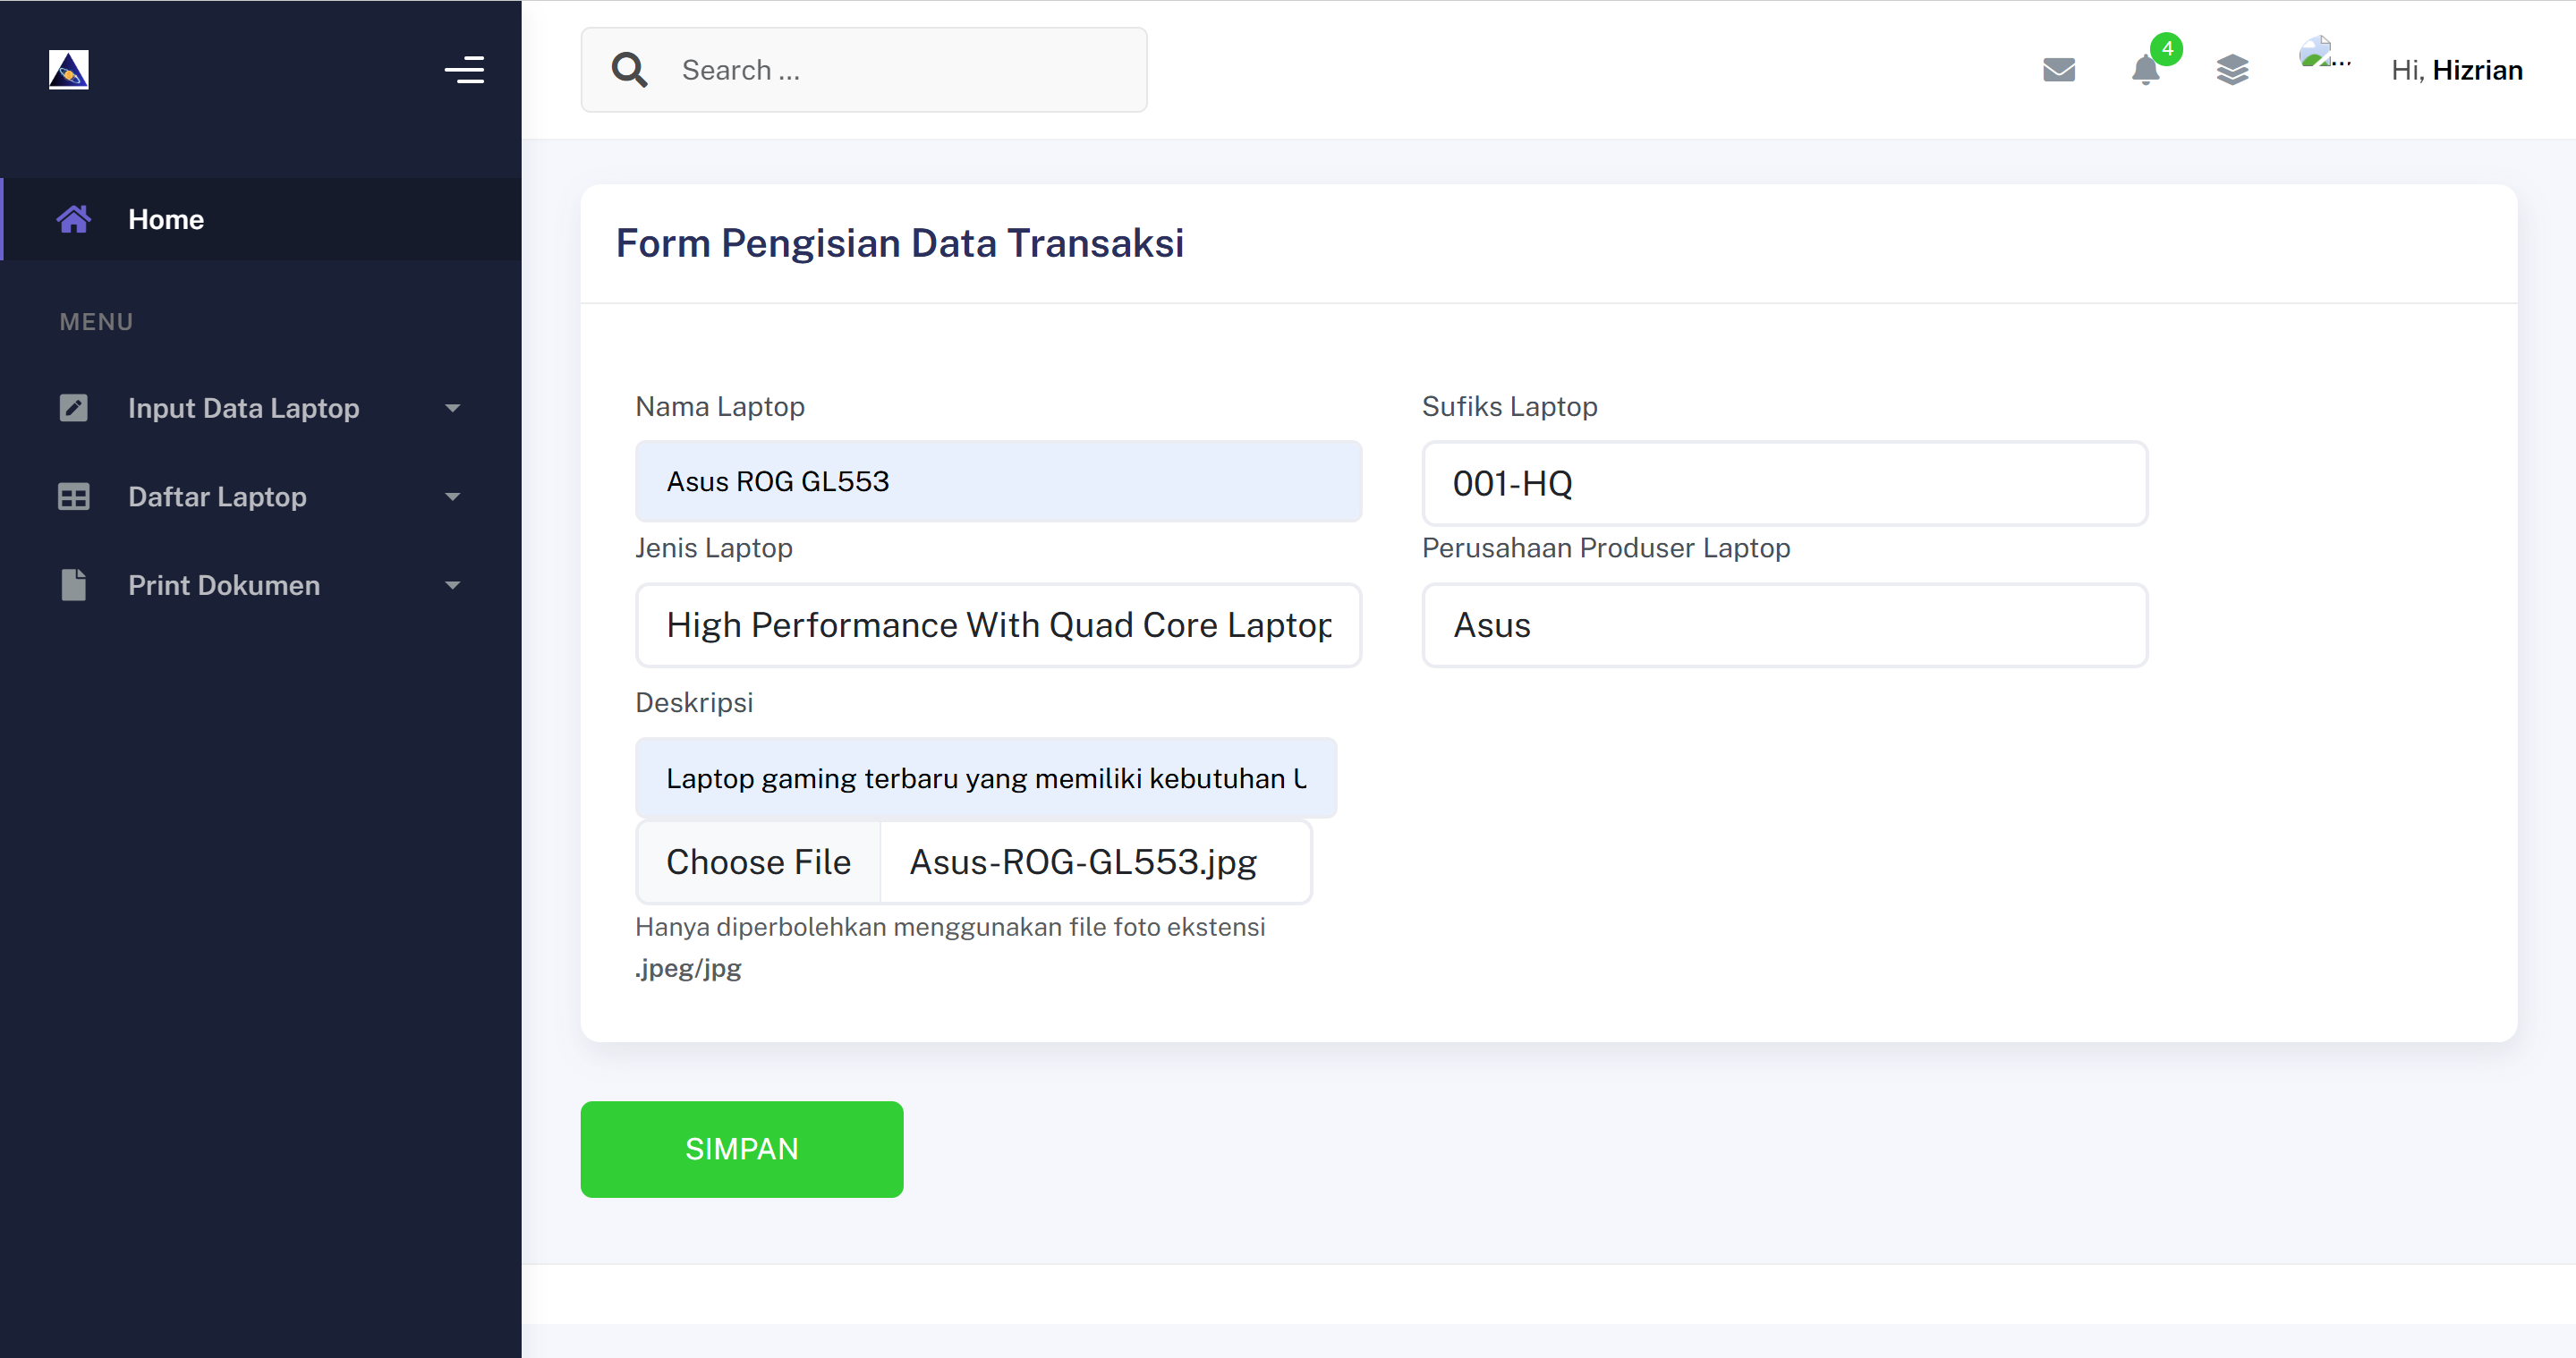 Search ...
4
...
Hi, Hizrian
Home
MENU
Input Data Laptop
Daftar Laptop
Print Dokumen
Form Pengisian Data Transaksi
Nama Laptop
Asus ROG GL553
Sufiks Laptop
001-HQ
Jenis Laptop
High Performance With Quad Core Laptop
Perusahaan Produser Laptop
Asus
Deskripsi
Laptop gaming terbaru yang memiliki kebutuhan
Choose File Asus-ROG-GL553.jpg
Hanya diperbolehkan menggunakan file foto ekstensi
.jpeg/jpg
SIMPAN